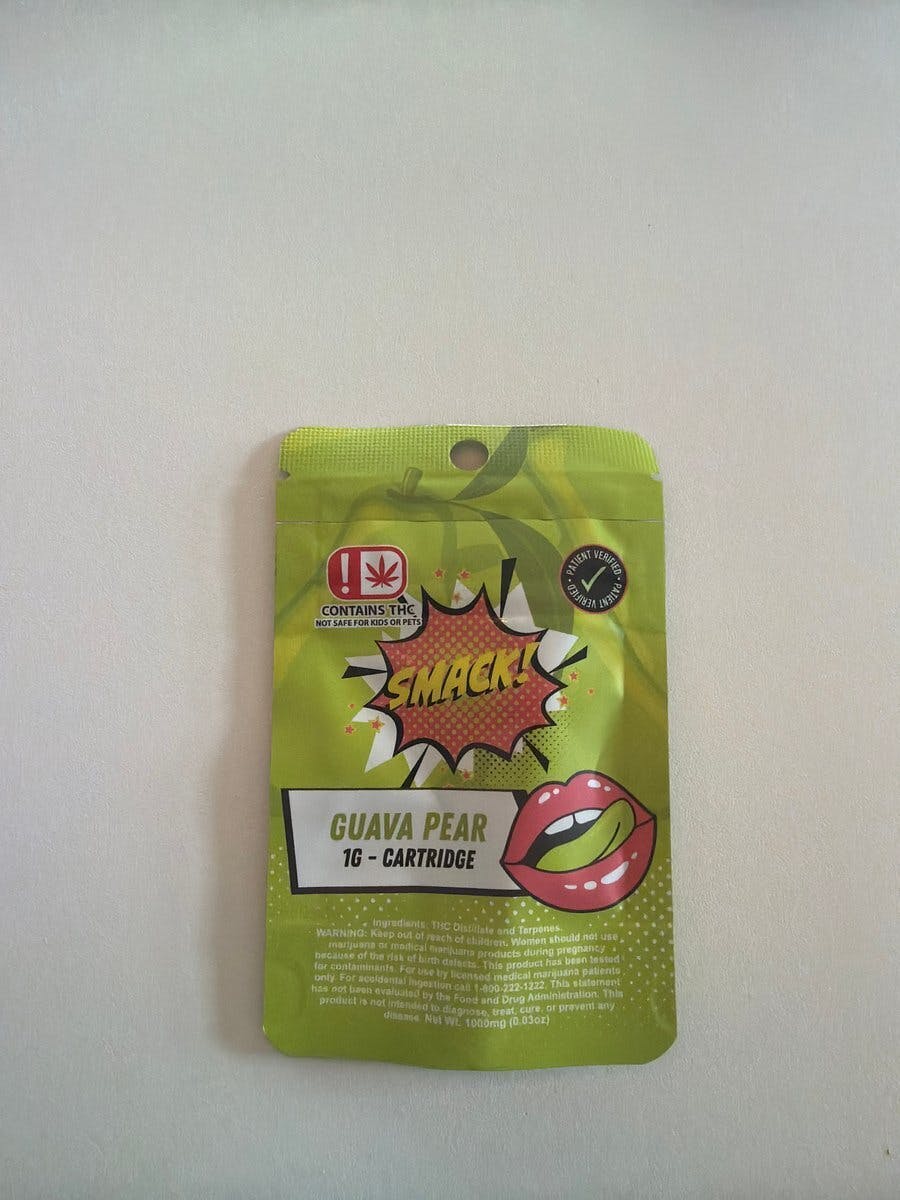 CONTAINS THC
NOT SAFE FOR KIDS OR PETS
PATIENT VERIFIED • PATIENT VERIFIED •
SMACK!
GUAVA PEAR
1G - CARTRIDGE
Ingredients: THC Distillate and Terpenes.
WARNING: Keep out of reach of children. Women should not use
marijuana or medical marijuana products during pregnancy
because of the risk of birth defects. This product has been tested
for contaminants. For use by licensed medical marijuana patients
only. For accidental ingestion call 1-800-222-1222. This statement
has not been evaluated by the Food and Drug Administration. This
product is not intended to diagnose, treat, cure, or prevent any
disease. Net Wt. 1000mg (0.03oz)